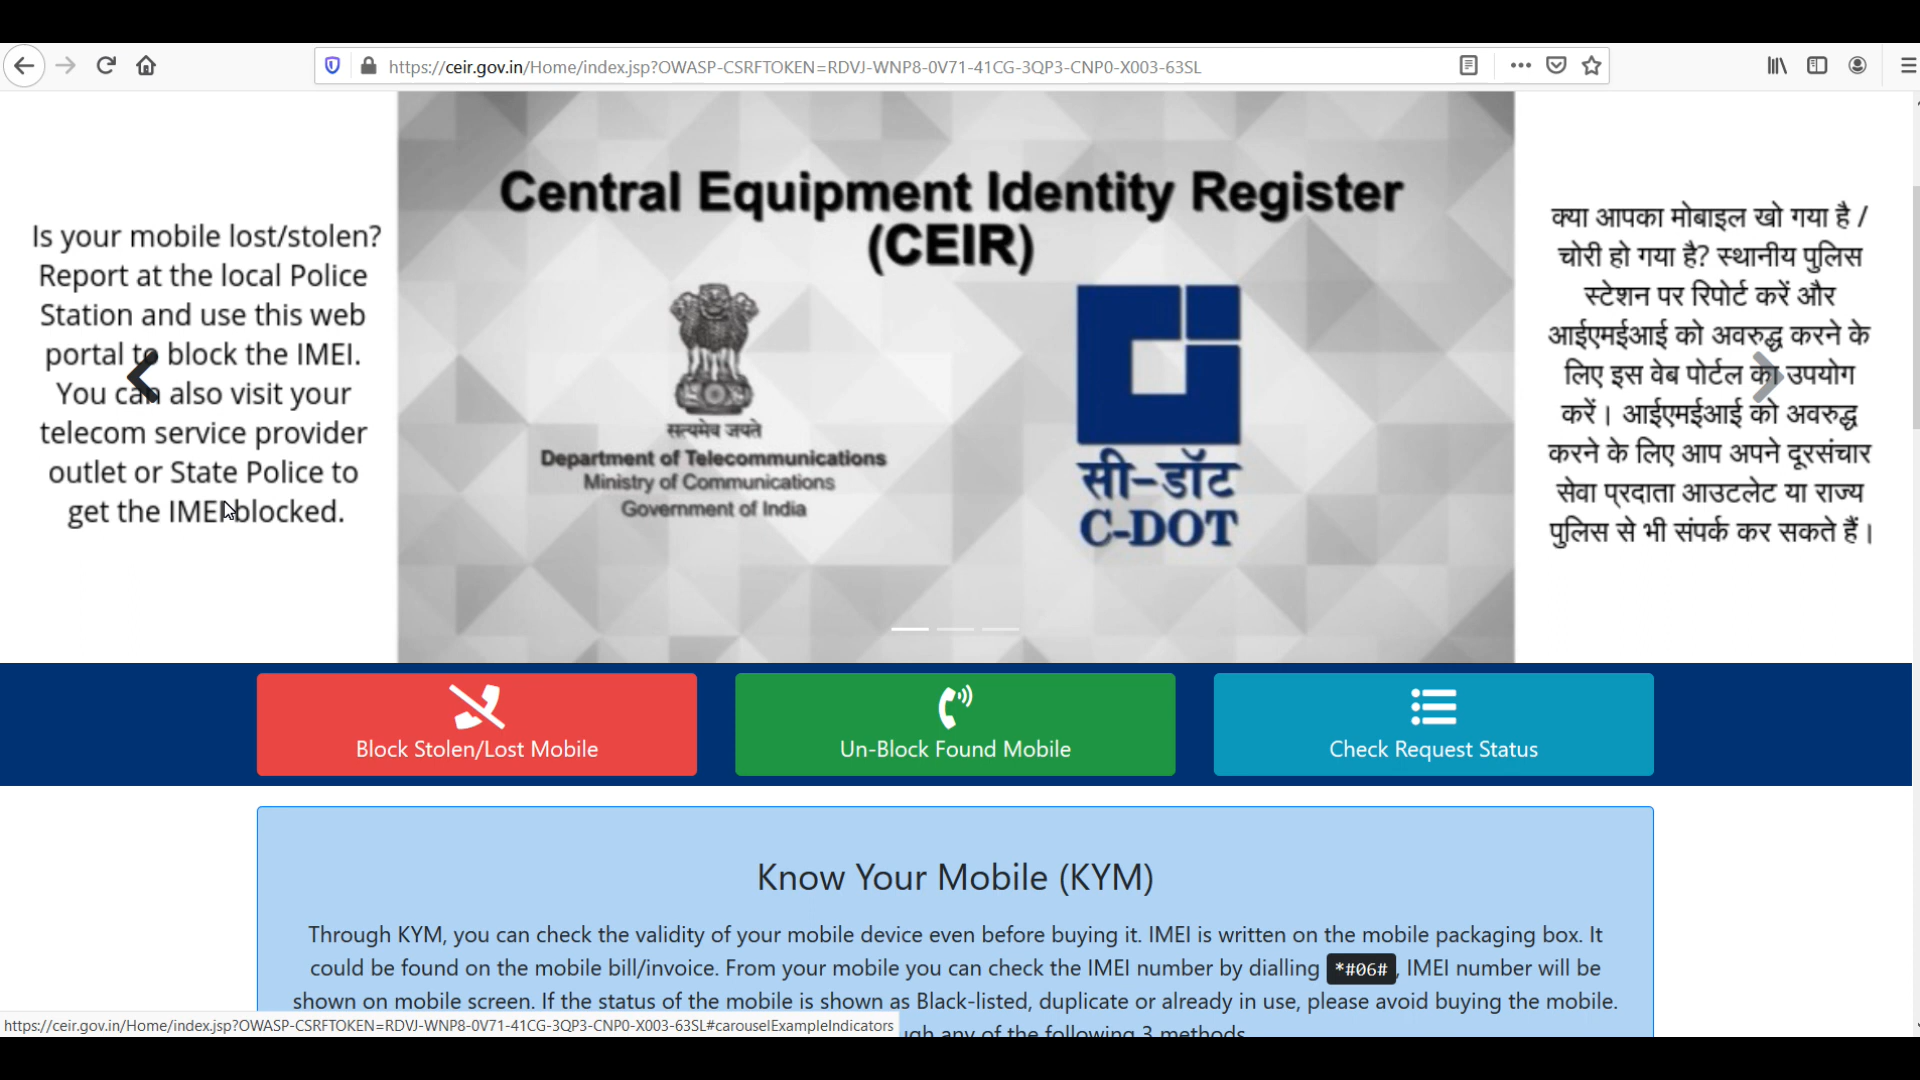 https://ceir.gov.in/Home/index.jsp?OWASP-CSRFTOKEN=RDVJ-WNP8-0V71-41CG-3QP3-CNP0-X003-63SL
Is your mobile lost/stolen?
Report at the local Police
Station and use this web
portal to block the IMEI.
You can also visit your
telecom service provider
outlet or State Police to
get the IMEI blocked.
Central Equipment Identity Register
(CEIR)
सत्यमेव जयते
Department of Telecommunications
Ministry of Communications
Government of India
सी-डॉट
C-DOT
क्या आपका मोबाइल खो गया है /
चोरी हो गया है? स्थानीय पुलिस
स्टेशन पर रिपोर्ट करें और
आईएमईआई को अवरुद्ध करने के
लिए इस वेब पोर्टल का उपयोग
करें। आईएमईआई को अवरुद्ध
करने के लिए आप अपने दूरसंचार
सेवा प्रदाता आउटलेट या राज्य
पुलिस से भी संपर्क कर सकते हैं।
Block Stolen/Lost Mobile
Un-Block Found Mobile
Check Request Status
Know Your Mobile (KYM)
Through KYM, you can check the validity of your mobile device even before buying it. IMEI is written on the mobile packaging box. It
could be found on the mobile bill/invoice. From your mobile you can check the IMEI number by dialling *#06# , IMEI number will be
shown on mobile screen. If the status of the mobile is shown as Black-listed, duplicate or already in use, please avoid buying the mobile.
any of the following 3 methods
https://ceir.gov.in/Home/index.jsp?OWASP-CSRFTOKEN=RDVJ-WNP8-0V71-41CG-3QP3-CNP0-X003-63SL#carouselExampleIndicators